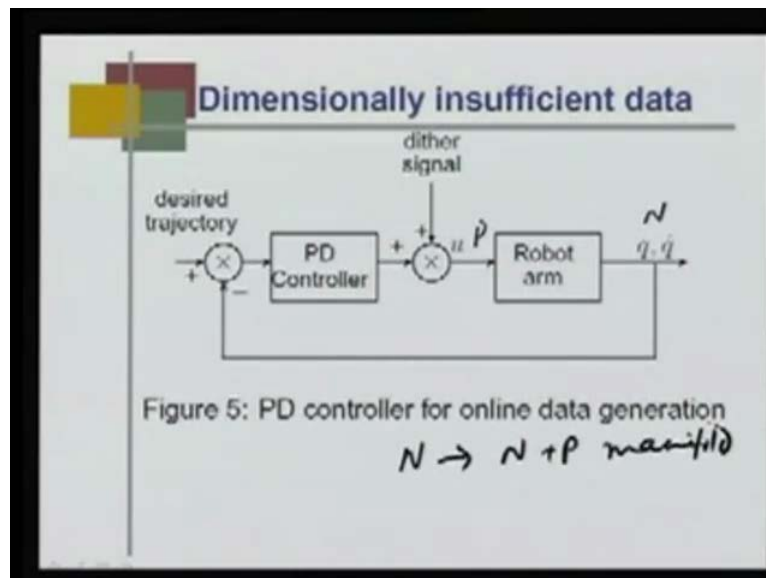 Dimensionally insufficient data
dither
signal
desired
trajectory
+
-
PD
Controller
+
+
u
P
Robot
arm
N
q, q̇
Figure 5: PD controller for online data generation
N → N + P manifold